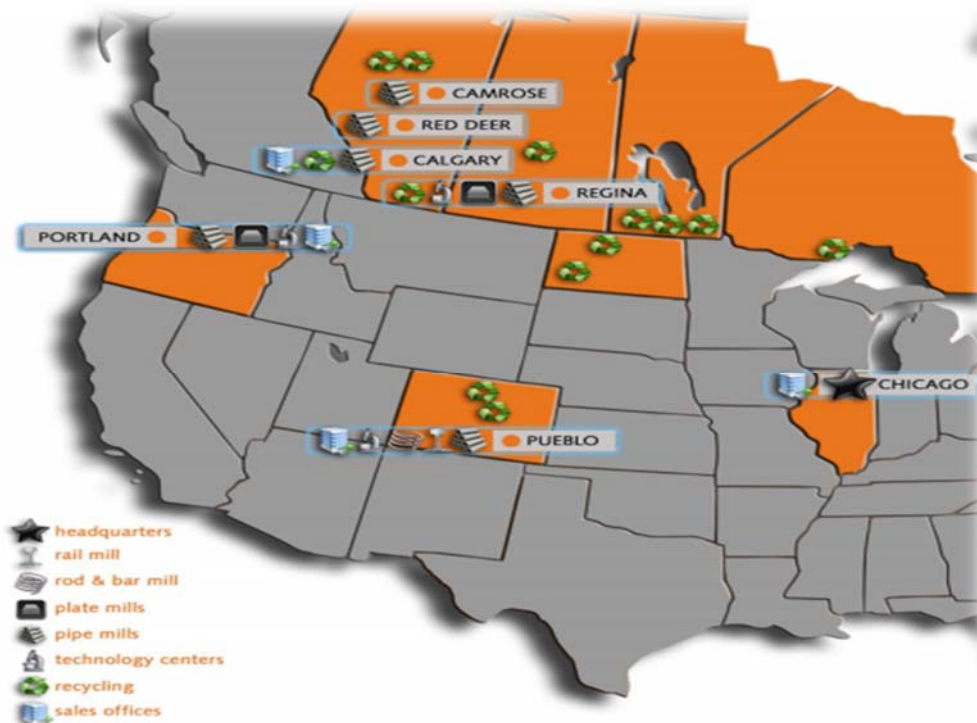 CAMROSE
RED DEER
CALGARY
REGINA
PORTLAND
CHICAGO
PUEBLO
headquarters
rail mill
rod & bar mill
plate mills
pipe mills
technology centers
recycling
sales offices